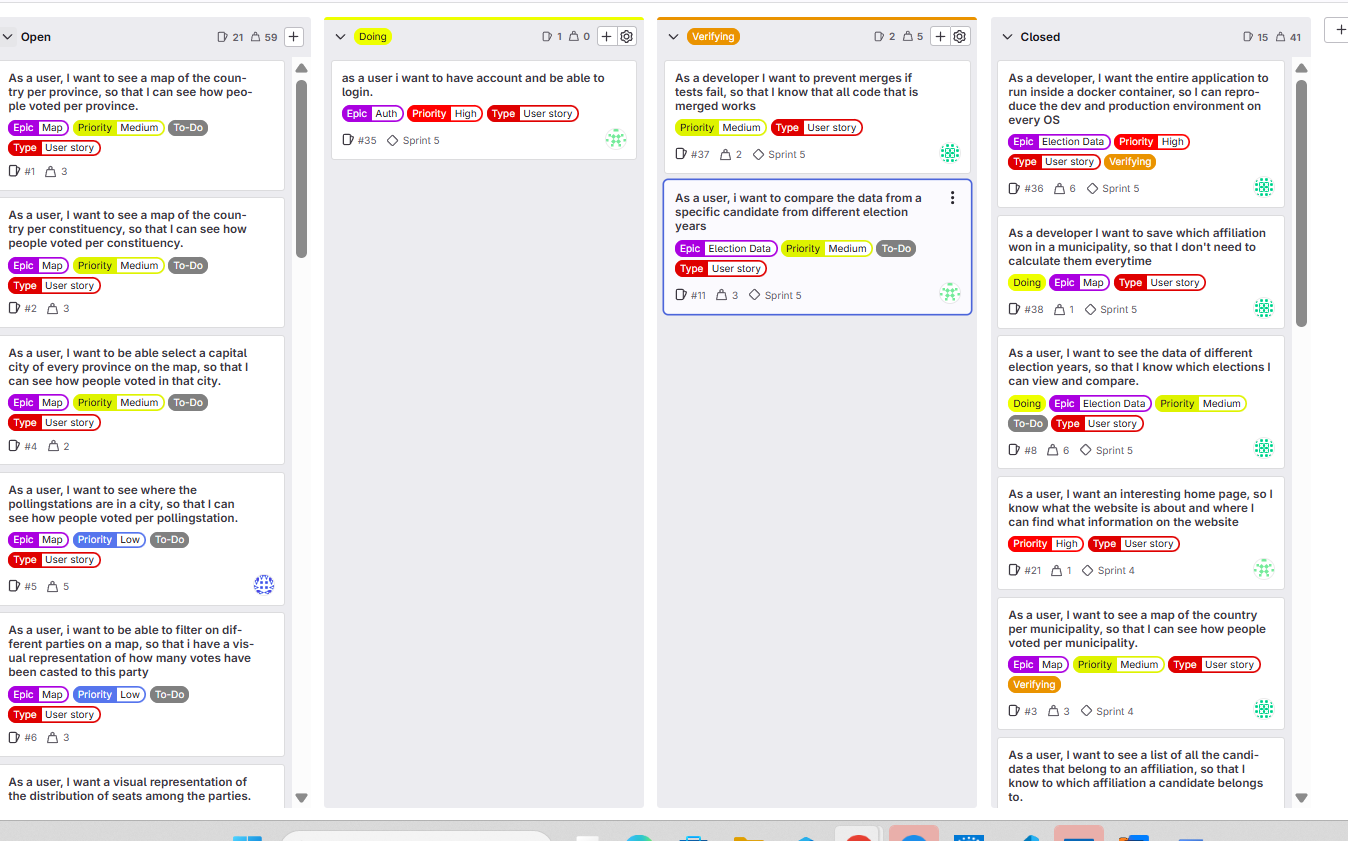 Open 21 59
As a user, I want to see a map of the coun-
try per province, so that I can see how peo-
ple voted per province.
Epic Map Priority Medium To-Do
Type User story
#1 3
As a user, I want to see a map of the coun-
try per constituency, so that I can see how
people voted per constituency.
Epic Map Priority Medium To-Do
Type User story
#2 3
As a user, I want to be able select a capital
city of every province on the map, so that I
can see how people voted in that city.
Epic Map Priority Medium To-Do
Type User story
#4 2
As a user, I want to see where the
pollingstations are in a city, so that I can
see how people voted per pollingstation.
Epic Map Priority Low To-Do
Type User story
#5 5
As a user, i want to be able to filter on dif-
ferent parties on a map, so that i have a vis-
ual representation of how many votes have
been casted to this party
Epic Map Priority Low To-Do
Type User story
#6 3
As a user, I want a visual representation of
the distribution of seats among the parties.
Doing 1 0
as a user i want to have account and be able to
login.
Epic Auth Priority High Type User story
#35 Sprint 5
Verifying 2 5
As a developer I want to prevent merges if
tests fail, so that I know that all code that is
merged works
Priority Medium Type User story
#37 2 Sprint 5
As a user, i want to compare the data from a
specific candidate from different election
years
Epic Election Data Priority Medium To-Do
Type User story
#11 3 Sprint 5
Closed 15 41
As a developer, I want the entire application to
run inside a docker container, so I can repro-
duce the dev and production environment on
every OS
Epic Election Data Priority High
Type User story Verifying
#36 6 Sprint 5
As a developer I want to save which affiliation
won in a municipality, so that I don't need to
calculate them everytime
Doing Epic Map Type User story
#38 1 Sprint 5
As a user, I want to see the data of different
election years, so that I know which elections I
can view and compare.
Doing Epic Election Data Priority Medium
To-Do Type User story
#8 6 Sprint 5
As a user, I want an interesting home page, so I
know what the website is about and where I
can find what information on the website
Priority High Type User story
#21 1 Sprint 4
As a user, I want to see a map of the country
per municipality, so that I can see how people
voted per municipality.
Epic Map Priority Medium Type User story
Verifying
#3 3 Sprint 4
As a user, I want to see a list of all the candi-
dates that belong to an affiliation, so that I
know to which affiliation a candidate belongs
to.